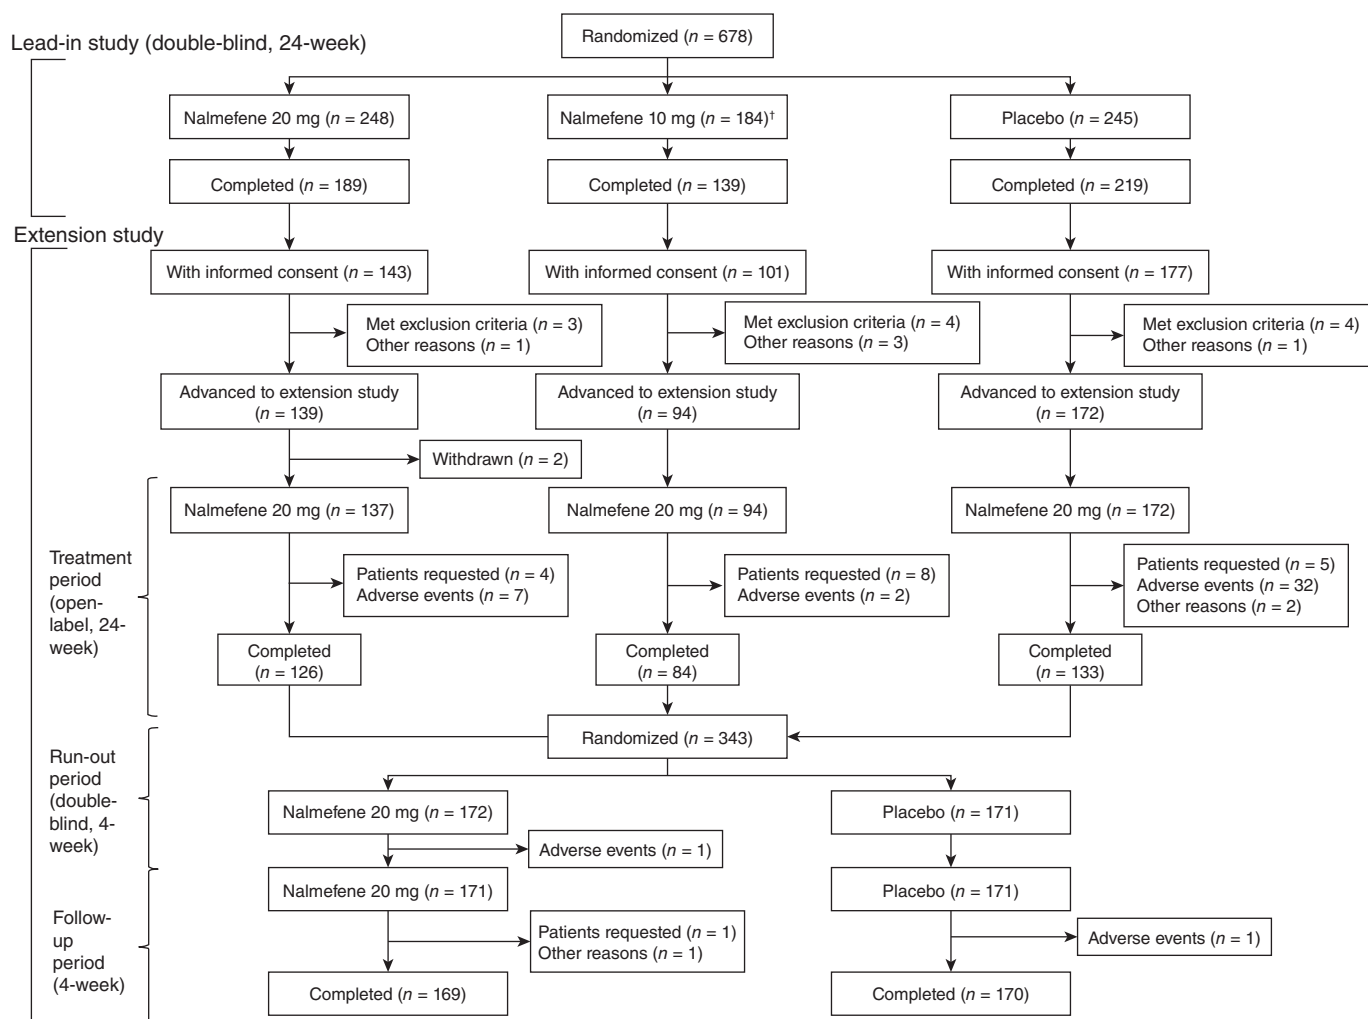 Lead-in study (double-blind, 24-week)
Randomized (n = 678)
Nalmefene 20 mg (n = 248)
Nalmefene 10 mg (n = 184)†
Placebo (n = 245)
Completed (n = 189)
Completed (n = 139)
Completed (n = 219)
Extension study
With informed consent (n = 143)
With informed consent (n = 101)
With informed consent (n = 177)
Met exclusion criteria (n = 3)
Other reasons (n = 1)
Met exclusion criteria (n = 4)
Other reasons (n = 3)
Met exclusion criteria (n = 4)
Other reasons (n = 1)
Advanced to extension study
(n = 139)
Advanced to extension study
(n = 94)
Advanced to extension study
(n = 172)
Withdrawn (n = 2)
Treatment
period
(open-
label, 24-
week)
Nalmefene 20 mg (n = 137)
Nalmefene 20 mg (n = 94)
Nalmefene 20 mg (n = 172)
Patients requested (n = 4)
Adverse events (n = 7)
Patients requested (n = 8)
Adverse events (n = 2)
Patients requested (n = 5)
Adverse events (n = 32)
Other reasons (n = 2)
Completed
(n = 126)
Completed
(n = 84)
Completed
(n = 133)
Run-out
period
(double-
blind, 4-
week)
Randomized (n = 343)
Nalmefene 20 mg (n = 172)
Placebo (n = 171)
Adverse events (n = 1)
Follow-
up
period
(4-week)
Nalmefene 20 mg (n = 171)
Placebo (n = 171)
Patients requested (n = 1)
Other reasons (n = 1)
Adverse events (n = 1)
Completed (n = 169)
Completed (n = 170)